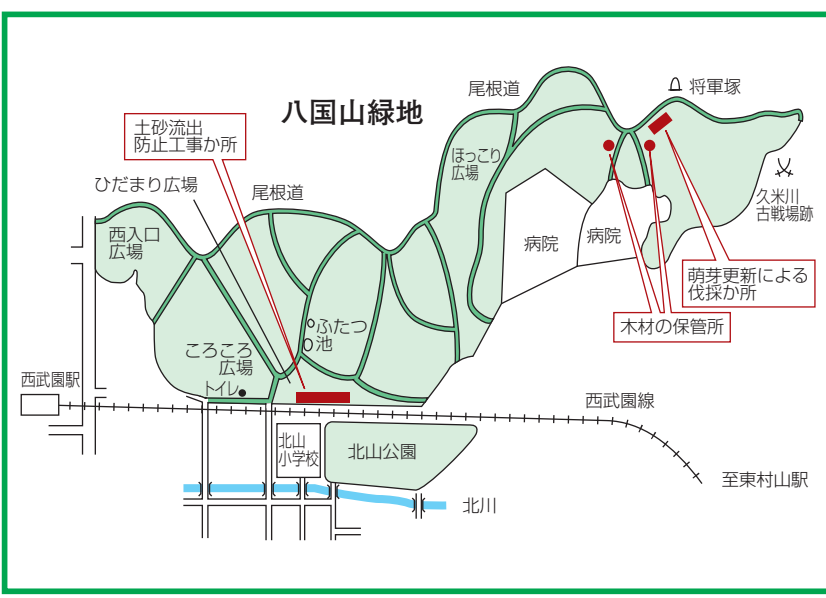 八国山緑地
尾根道
将軍塚
土砂流出
防止工事か所
ほっこり
広場
ひだまり広場
尾根道
久米川
古戦場跡
西入口
広場
病院
病院
萌芽更新による
伐採か所
木材の保管所
ふたつ
池
ころころ
広場
トイレ
西武園駅
西武園線
北山
小学校
北山公園
至東村山駅
北川